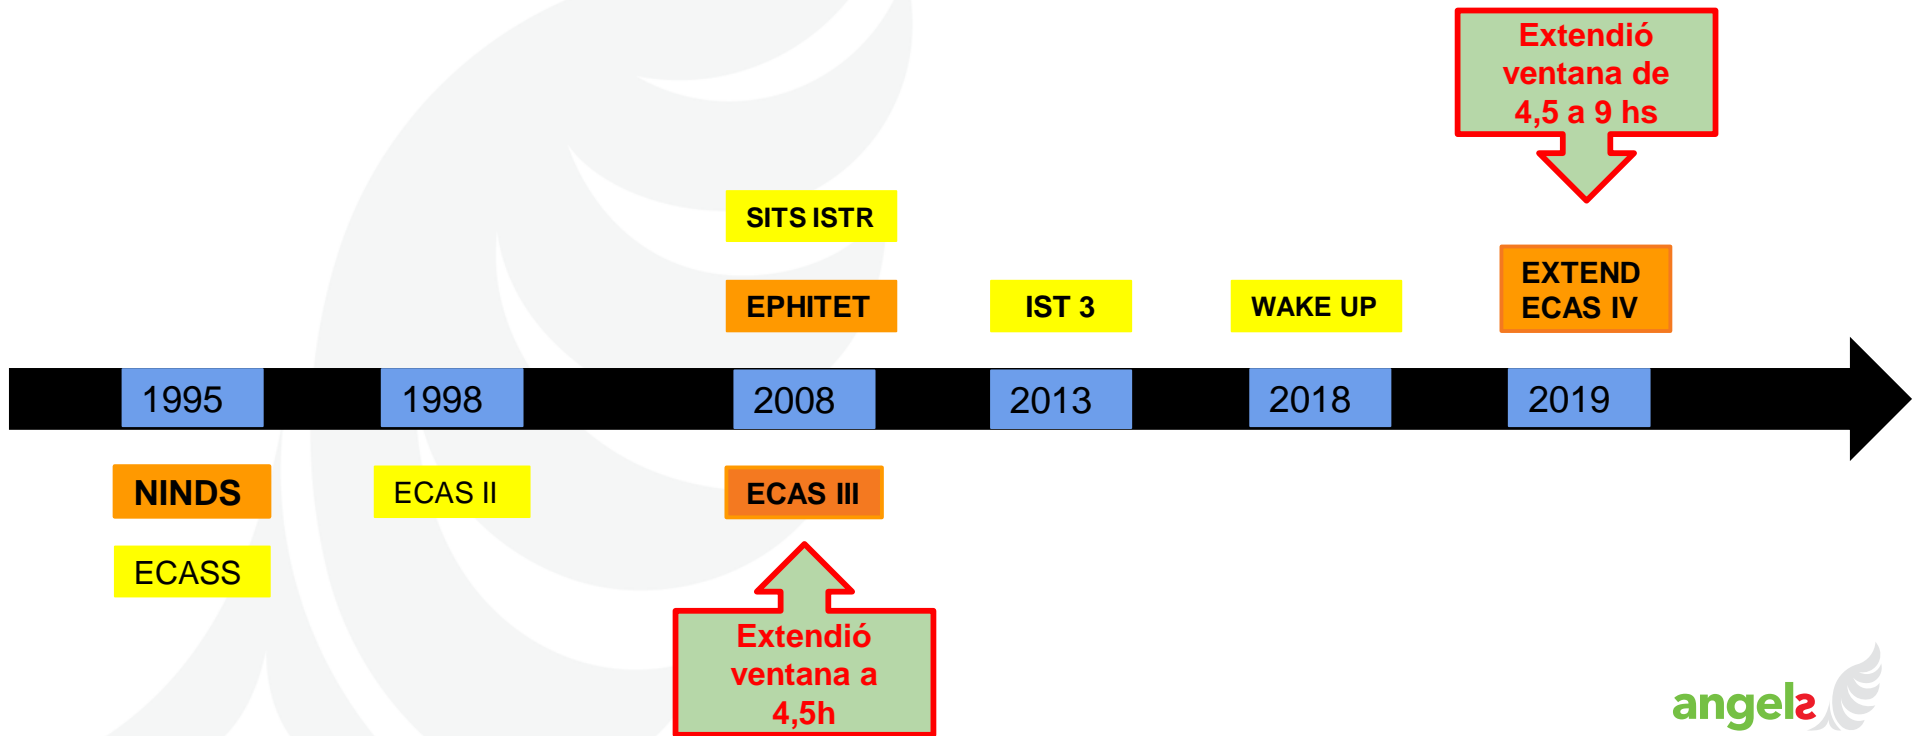 Extendió
ventana de
4,5 a 9 hs
SITS ISTR
EPHITET
IST 3
WAKE UP
EXTEND
ECAS IV
1995
1998
2008
2013
2018
2019
NINDS
ECAS II
ECAS III
ECASS
Extendió
ventana a
4,5h
angels